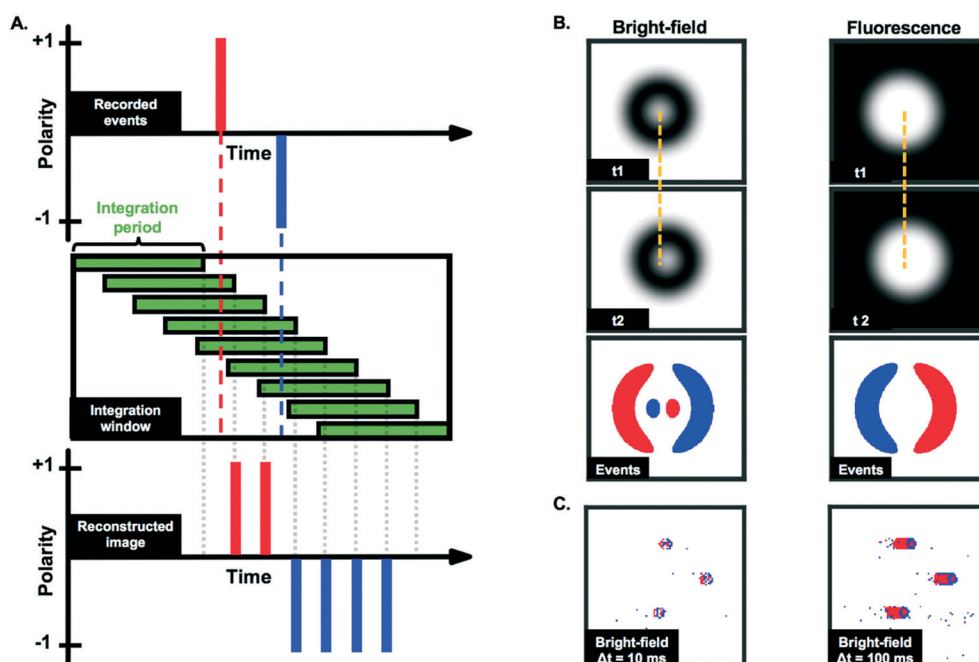 A.
+1
Polarity
-1
Recorded
events
Time
Integration
period
Integration
window
+1
Polarity
-1
Reconstructed
image
Time
B.
Bright-field
Fluorescence
t1
t1
t2
t 2
Events
Events
C.
Bright-field
Δt = 10 ms
Bright-field
Δt = 100 ms